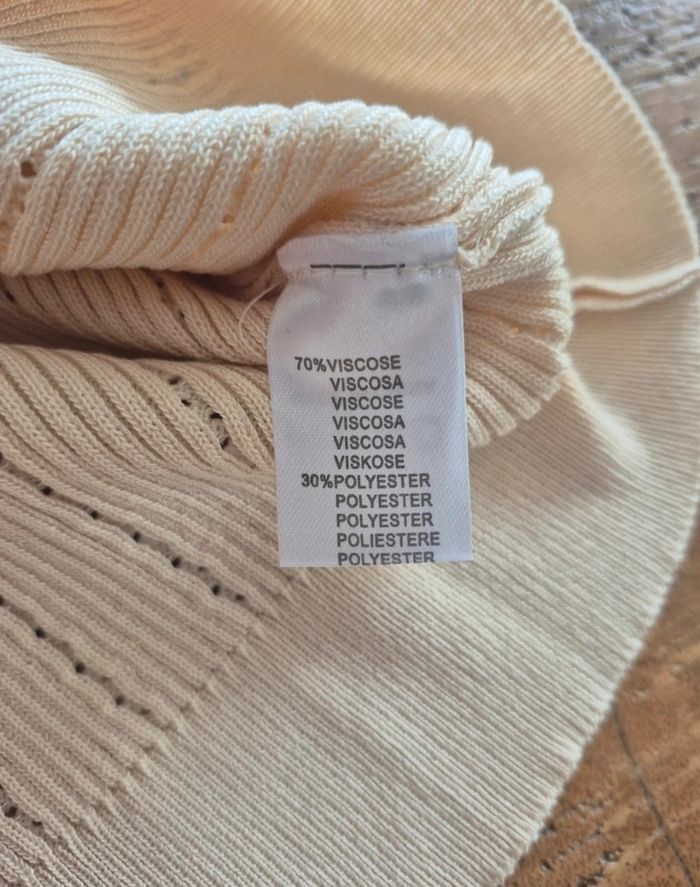 70%VISCOSE
VISCOSA
VISCOSE
VISCOSA
VISCOSA
VISKOSE
30%POLYESTER
POLYESTER
POLYESTER
POLIESTERE
POLYESTER